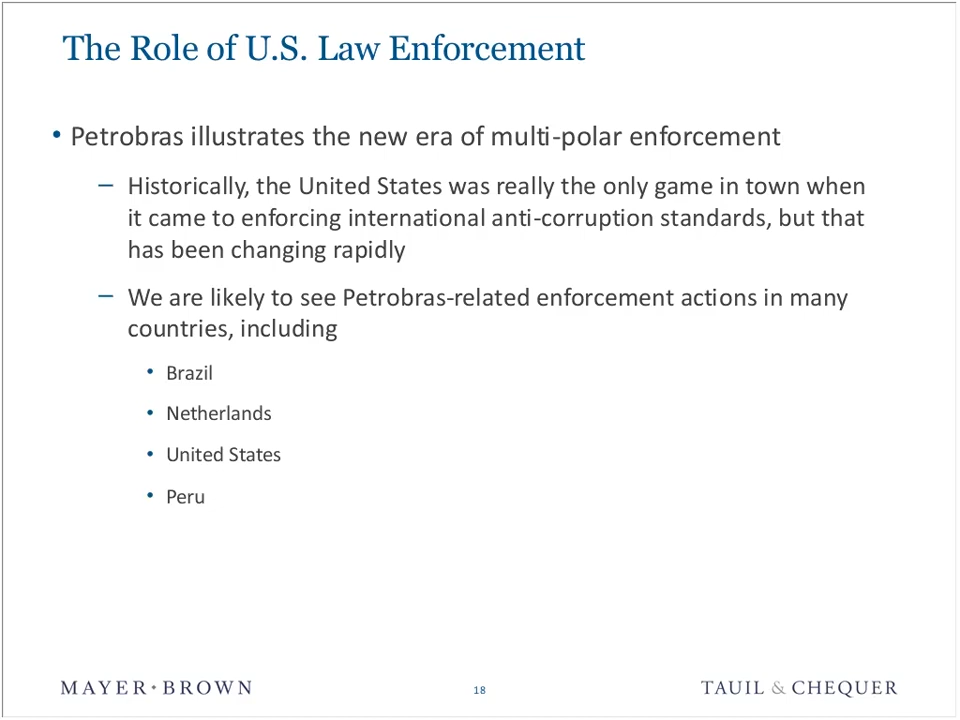 The Role of U.S. Law Enforcement
• Petrobras illustrates the new era of multi-polar enforcement
– Historically, the United States was really the only game in town when
it came to enforcing international anti-corruption standards, but that
has been changing rapidly
– We are likely to see Petrobras-related enforcement actions in many
countries, including
• Brazil
• Netherlands
• United States
• Peru
MAYER • BROWN
18
TAUIL & CHEQUER